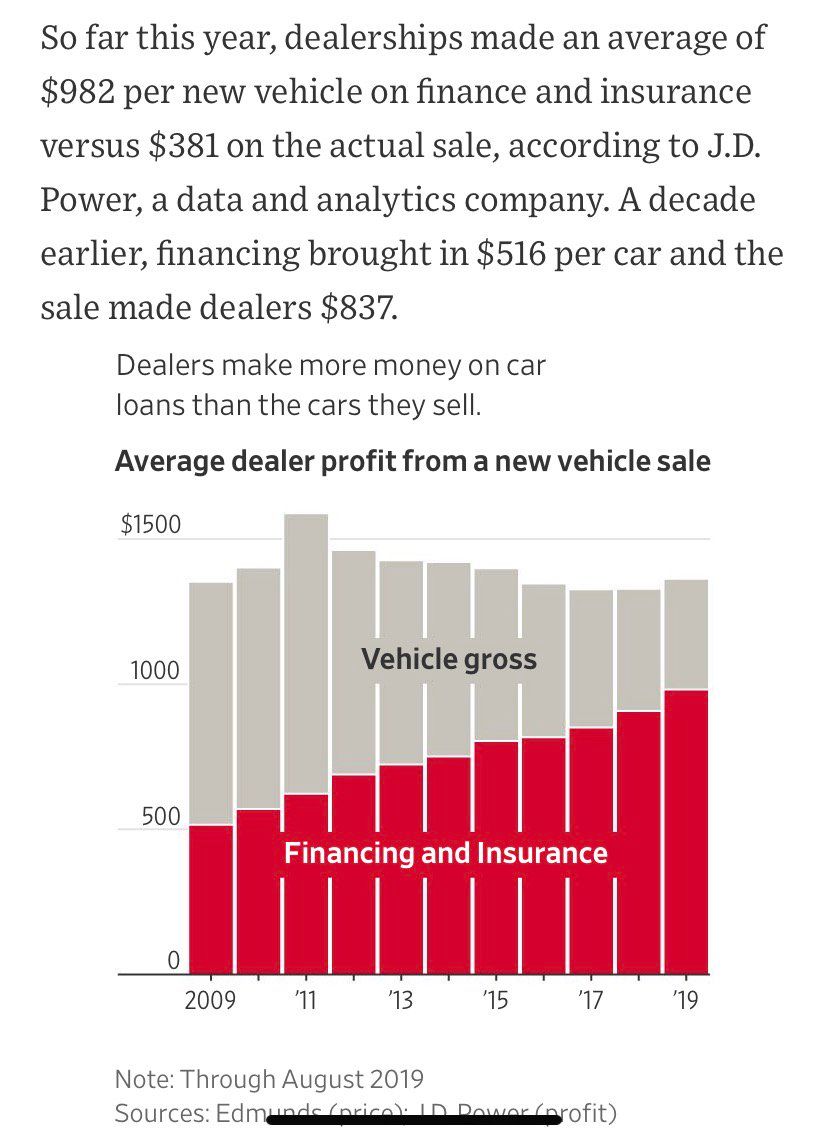 So far this year, dealerships made an average of
$982 per new vehicle on finance and insurance
versus $381 on the actual sale, according to J.D.
Power, a data and analytics company. A decade
earlier, financing brought in $516 per car and the
sale made dealers $837.
Dealers make more money on car
loans than the cars they sell.
Average dealer profit from a new vehicle sale
$1500
1000
Vehicle gross
500
Financing and Insurance
0
2009 ’11 ’13 ’15 ’17 ’19
Note: Through August 2019
Sources: Edmunds (price); J.D. Power (profit)